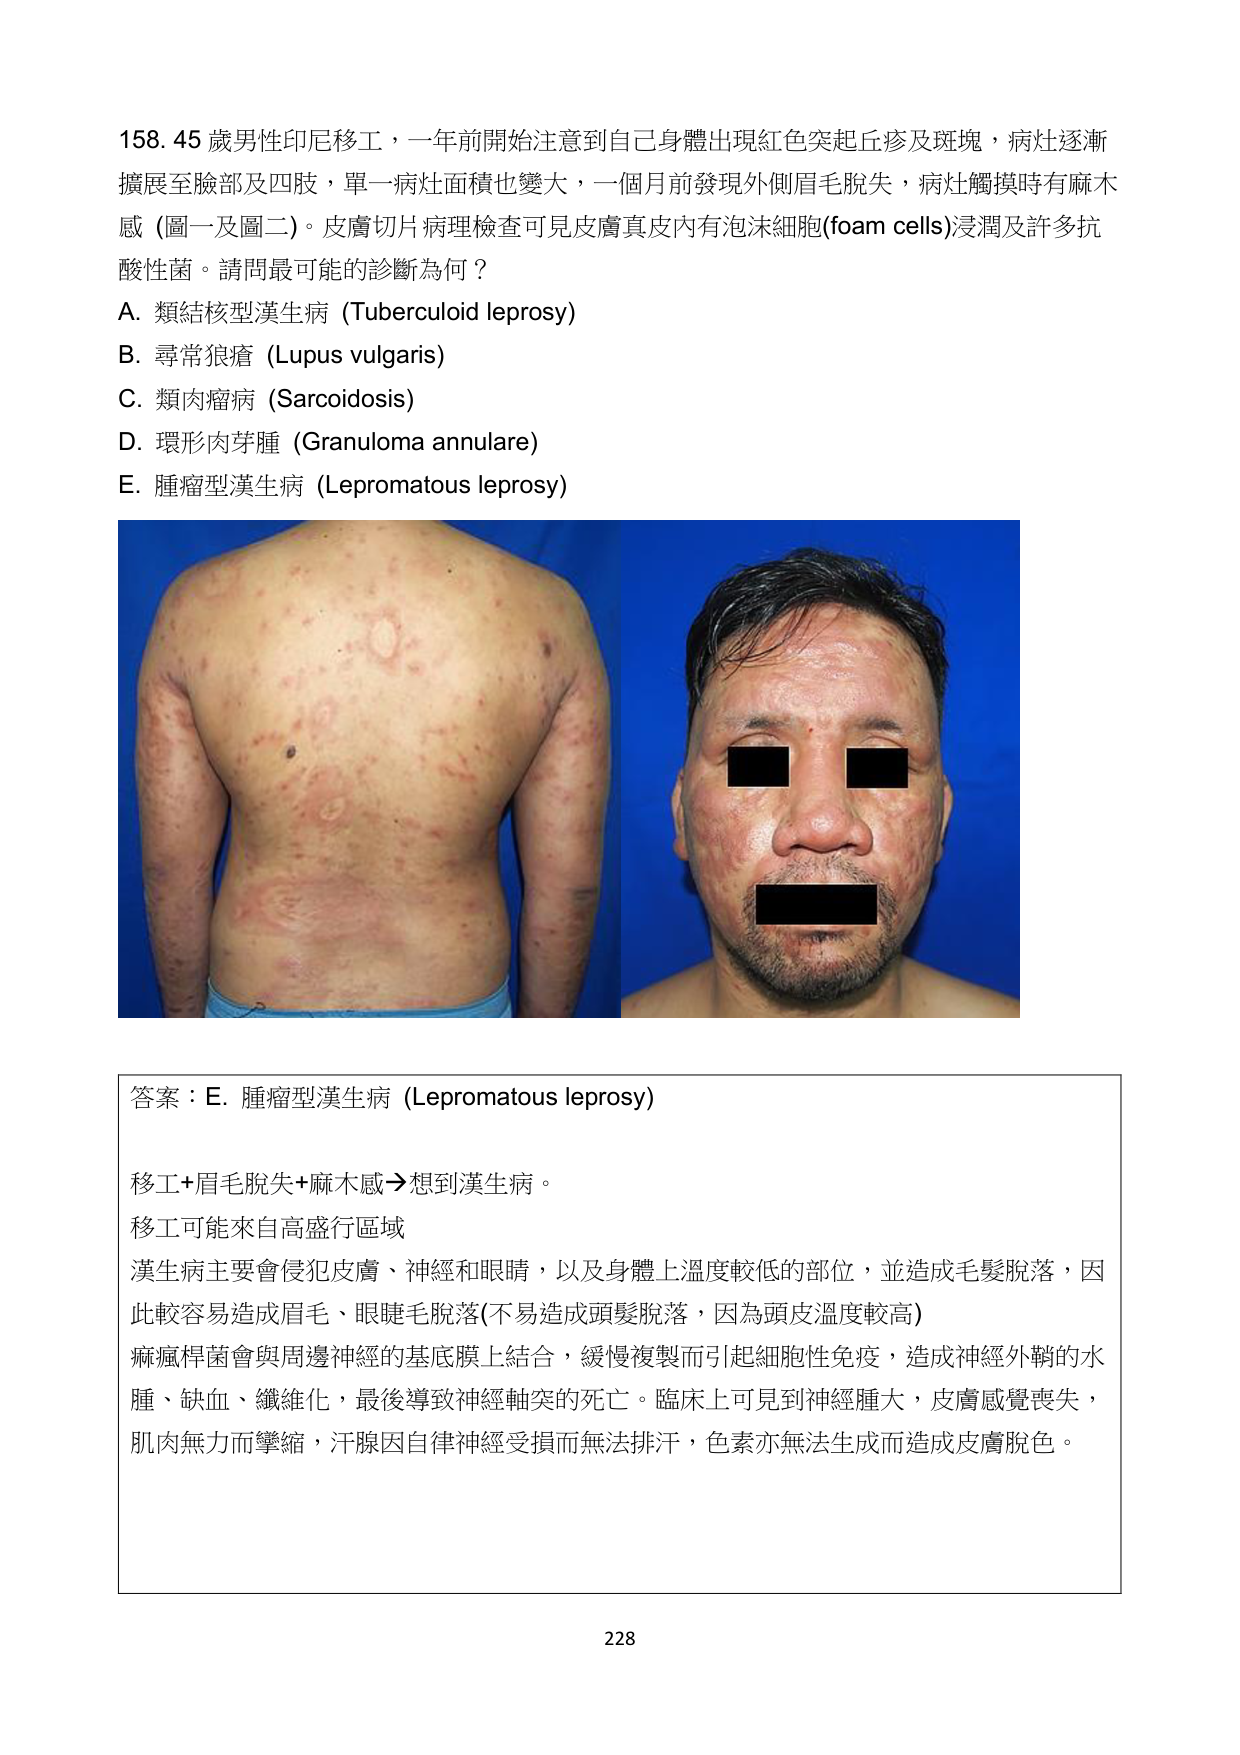 158. 45 歲男性印尼移工，一年前開始注意到自己身體出現紅色突起丘疹及斑塊，病灶逐漸
擴展至臉部及四肢，單一病灶面積也變大，一個月前發現外側眉毛脫失，病灶觸摸時有麻木
感 (圖一及圖二)。皮膚切片病理檢查可見皮膚真皮內有泡沫細胞(foam cells)浸潤及許多抗
酸性菌。請問最可能的診斷為何？
A. 類結核型漢生病 (Tuberculoid leprosy)
B. 尋常狼瘡 (Lupus vulgaris)
C. 類肉瘤病 (Sarcoidosis)
D. 環形肉芽腫 (Granuloma annulare)
E. 腫瘤型漢生病 (Lepromatous leprosy)
答案：E. 腫瘤型漢生病 (Lepromatous leprosy)
移工+眉毛脫失+麻木感→想到漢生病。
移工可能來自高盛行區域
漢生病主要會侵犯皮膚、神經和眼睛，以及身體上溫度較低的部位，並造成毛髮脫落，因
此較容易造成眉毛、眼睫毛脫落(不易造成頭髮脫落，因為頭皮溫度較高)
痲瘋桿菌會與周邊神經的基底膜上結合，緩慢複製而引起細胞性免疫，造成神經外鞘的水
腫、缺血、纖維化，最後導致神經軸突的死亡。臨床上可見到神經腫大，皮膚感覺喪失，
肌肉無力而攣縮，汗腺因自律神經受損而無法排汗，色素亦無法生成而造成皮膚脫色。
228